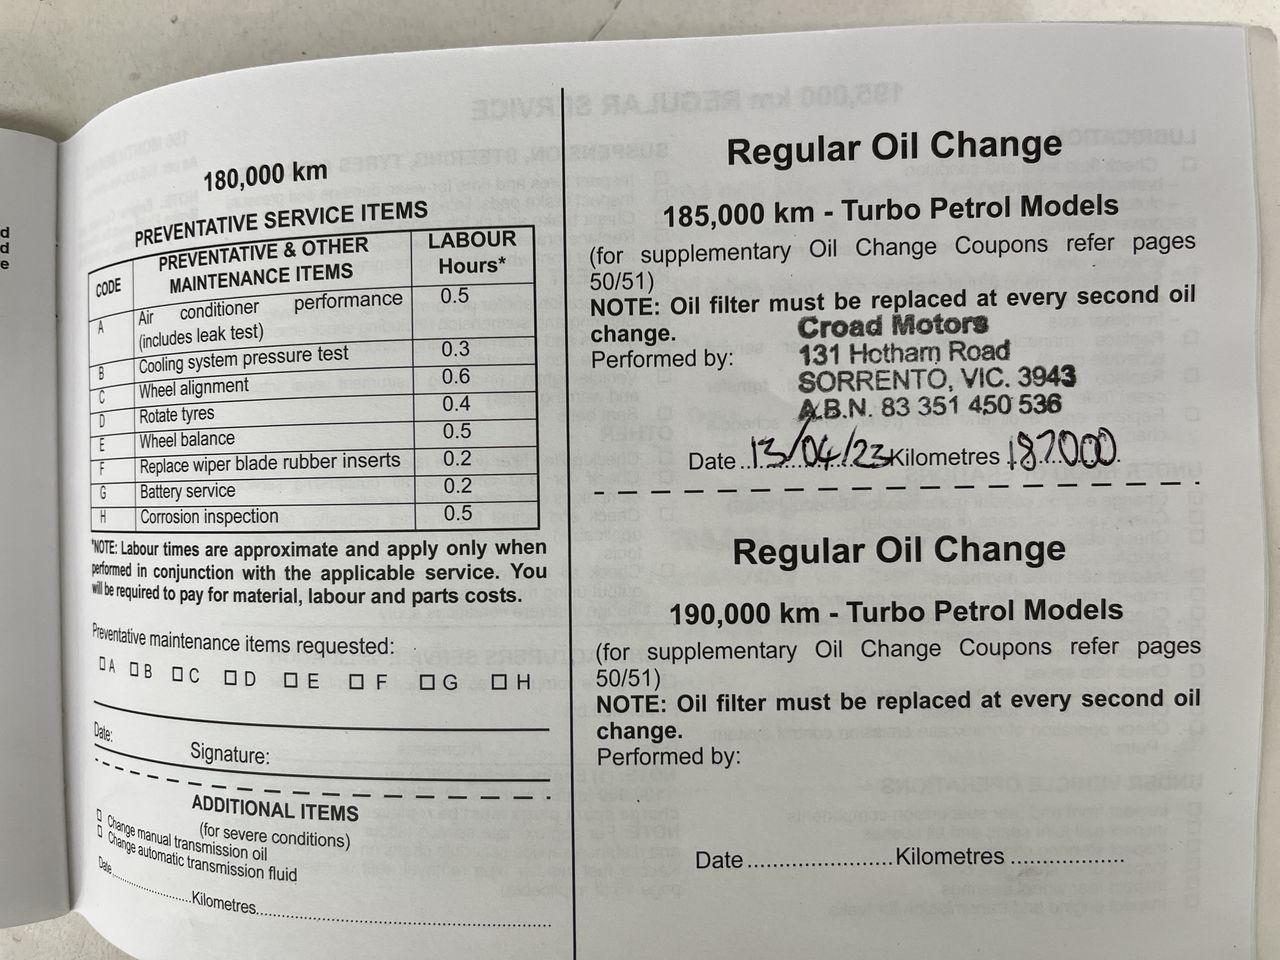 d
d
e
180,000 km
PREVENTATIVE SERVICE ITEMS
CODE PREVENTATIVE & OTHER MAINTENANCE ITEMS LABOUR Hours*
A Air conditioner performance (includes leak test) 0.5
B Cooling system pressure test 0.3
C Wheel alignment 0.6
D Rotate tyres 0.4
E Wheel balance 0.5
F Replace wiper blade rubber inserts 0.2
G Battery service 0.2
H Corrosion inspection 0.5
*NOTE: Labour times are approximate and apply only when
performed in conjunction with the applicable service. You
will be required to pay for material, labour and parts costs.
Preventative maintenance items requested:
A B C D E F G H
Date: Signature:
ADDITIONAL ITEMS
(for severe conditions)
Change manual transmission oil
Change automatic transmission fluid
Date....................Kilometres....................
Regular Oil Change
185,000 km - Turbo Petrol Models
(for supplementary Oil Change Coupons refer pages
50/51)
NOTE: Oil filter must be replaced at every second oil
change.
Performed by:
Croad Motors
131 Hotham Road
SORRENTO, VIC. 3943
A.B.N. 83 351 450 536
Date 13/04/23 Kilometres 187000
Regular Oil Change
190,000 km - Turbo Petrol Models
(for supplementary Oil Change Coupons refer pages
50/51)
NOTE: Oil filter must be replaced at every second oil
change.
Performed by:
Date......................Kilometres..................